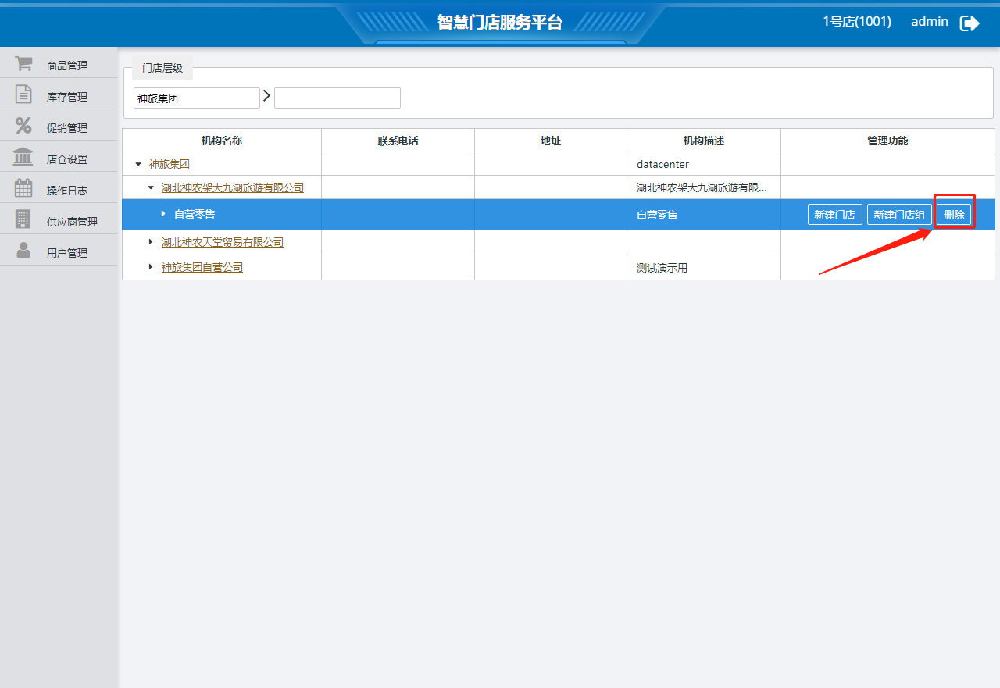 智慧门店服务平台
1号店(1001) admin
商品管理
库存管理
促销管理
店仓设置
操作日志
供应商管理
用户管理
门店层级
神旅集团
机构名称 联系电话 地址 机构描述 管理功能
神旅集团 datacenter
湖北神农架大九湖旅游有限公司 湖北神农架大九湖旅游有限...
自营零售 自营零售 新建门店 新建门店组 删除
湖北神农天堂贸易有限公司
神旅集团自营公司 测试演示用